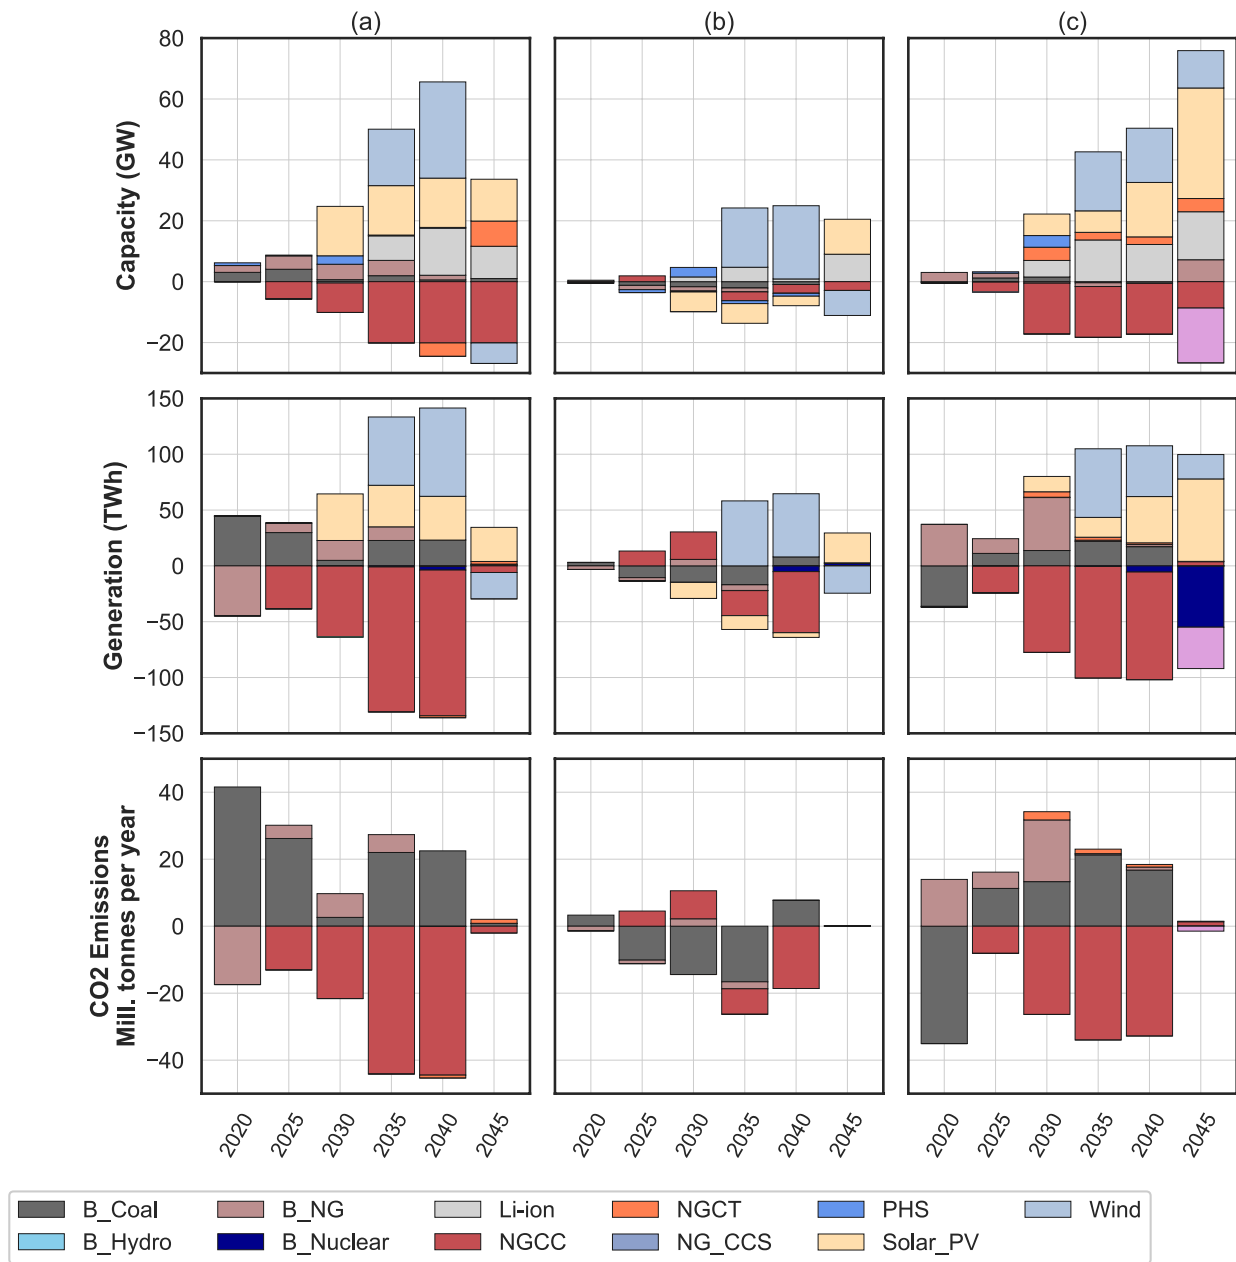 (a) (b) (c)
Capacity (GW)
80
60
40
20
0
−20
Generation (TWh)
150
100
50
0
−50
−100
−150
CO2 Emissions
Mill. tonnes per year
40
20
0
−20
−40
2020 2025 2030 2035 2040 2045 2020 2025 2030 2035 2040 2045 2020 2025 2030 2035 2040 2045
B_Coal B_NG Li-ion NGCT PHS Wind
B_Hydro B_Nuclear NGCC NG_CCS Solar_PV